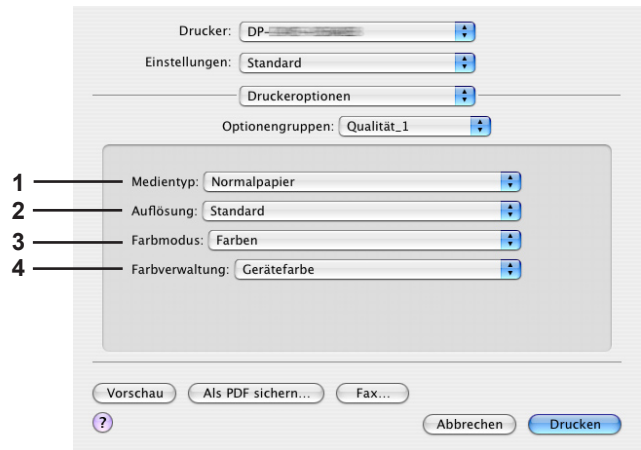 Drucker: DP-
Einstellungen: Standard
Druckeroptionen
Optionengruppen: Qualität_1
1 Medientyp: Normalpapier
2 Auflösung: Standard
3 Farbmodus: Farben
4 Farbverwaltung: Gerätefarbe
Vorschau Als PDF sichern... Fax...
? Abbrechen Drucken